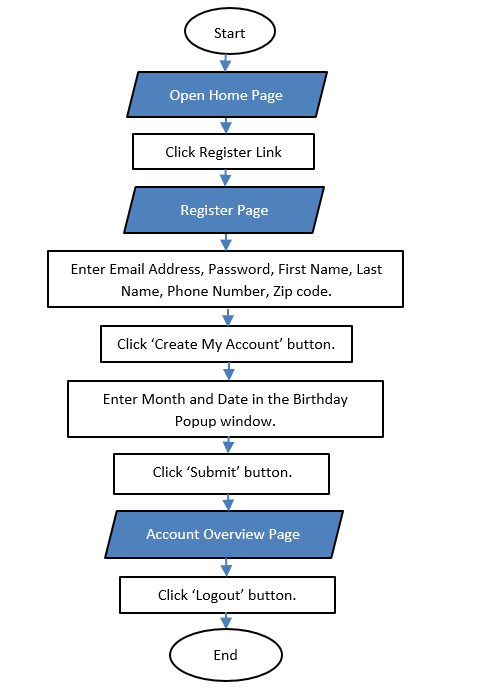 Start
Open Home Page
Click Register Link
Register Page
Enter Email Address, Password, First Name, Last
Name, Phone Number, Zip code.
Click ‘Create My Account’ button.
Enter Month and Date in the Birthday
Popup window.
Click ‘Submit’ button.
Account Overview Page
Click ‘Logout’ button.
End